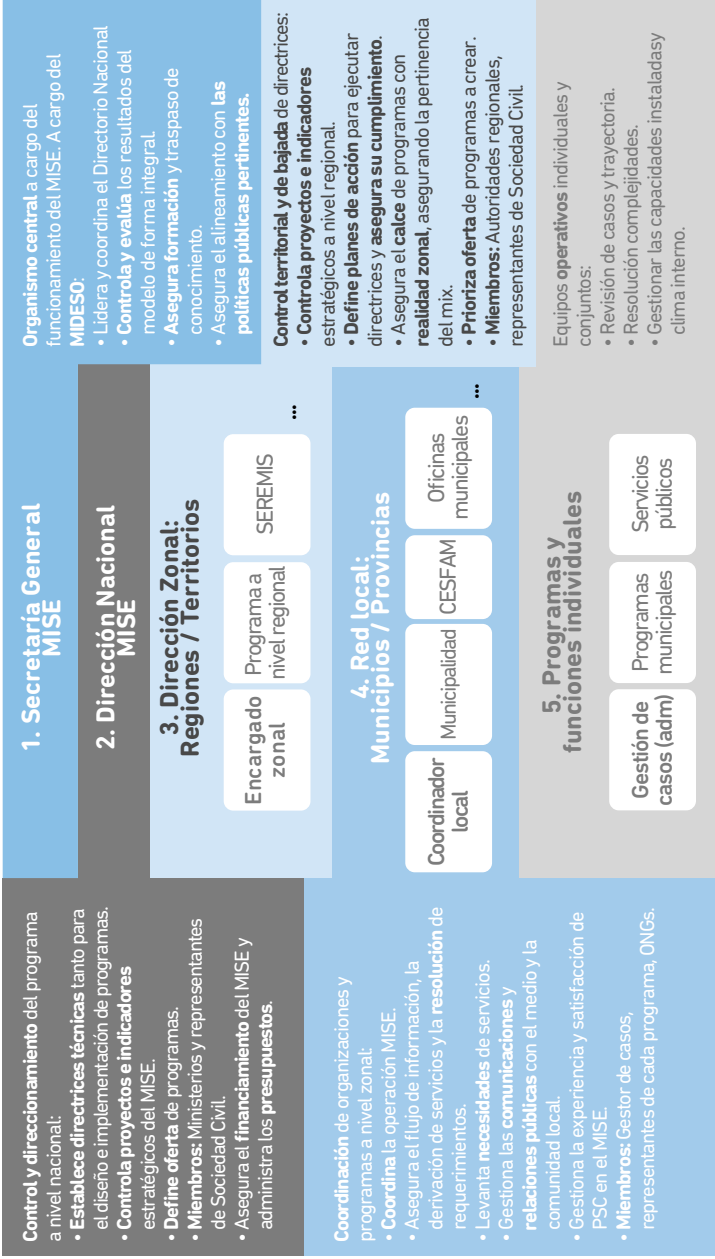 1. Secretaría General
MISE
Organismo central a cargo del
funcionamiento del MISE. A cargo del
MIDESO:
• Lidera y coordina el Directorio Nacional
• Controla y evalúa los resultados del
modelo de forma integral.
• Asegura formación y traspaso de
conocimiento.
• Asegura el alineamiento con las
políticas públicas pertinentes.
Control y direccionamiento del programa
a nivel nacional:
• Establece directrices técnicas tanto para
el diseño e implementación de programas.
• Controla proyectos e indicadores
estratégicos del MISE.
• Define oferta de programas.
• Miembros: Ministerios y representantes
de Sociedad Civil.
• Asegura el financiamiento del MISE y
administra los presupuestos.
2. Dirección Nacional
MISE
3. Dirección Zonal:
Regiones / Territorios
Encargado
zonal
Programa a
nivel regional
SEREMIS
...
Control territorial y de bajada de directrices:
• Controla proyectos e indicadores
estratégicos a nivel regional.
• Define planes de acción para ejecutar
directrices y asegura su cumplimiento.
• Asegura el calce de programas con
realidad zonal, asegurando la pertinencia
del mix.
• Prioriza oferta de programas a crear.
• Miembros: Autoridades regionales,
representantes de Sociedad Civil
Coordinación de organizaciones y
programas a nivel zonal:
• Coordina la operación MISE.
• Asegura el flujo de información, la
derivación de servicios y la resolución de
requerimientos.
• Levanta necesidades de servicios.
• Gestiona las comunicaciones y
relaciones públicas con el medio y la
comunidad local.
• Gestiona la experiencia y satisfacción de
PSC en el MISE.
• Miembros: Gestor de casos,
representantes de cada programa, ONGs.
4. Red local:
Municipios / Provincias
Coordinador
local
Municipalidad
CESFAM
Oficinas
municipales
...
5. Programas y
funciones individuales
Gestión de
casos (adm)
Programas
municipales
Servicios
públicos
Equipos operativos individuales y
conjuntos:
• Revisión de casos y trayectoria.
• Resolución complejidades.
• Gestionar las capacidades instaladasy
clima interno.